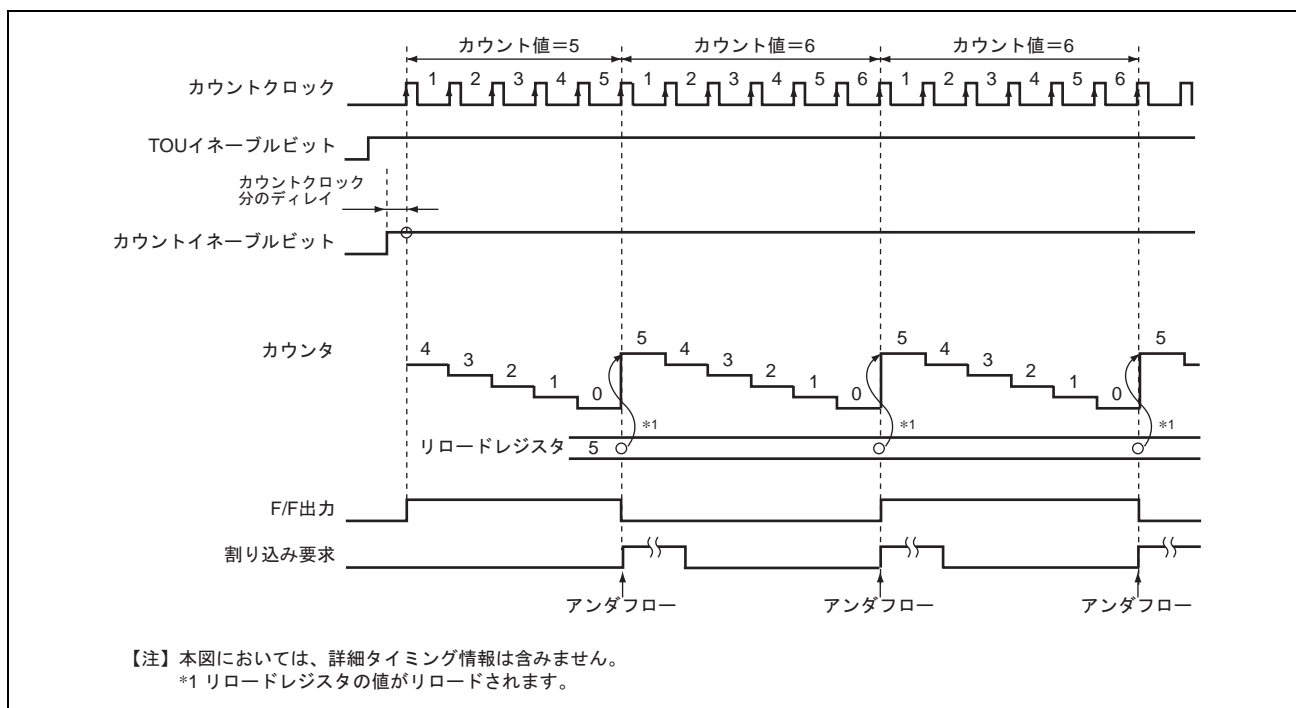 カウント値＝5 カウント値＝6 カウント値＝6
カウントクロック 1 2 3 4 5 1 2 3 4 5 6 1 2 3 4 5 6
TOUイネーブルビット
カウントクロック
分のディレイ
カウントイネーブルビット
カウンタ 4 3 2 1 0 5 4 3 2 1 0 5 4 3 2 1 0 5
*1 *1 *1
リロードレジスタ 5
F/F出力
割り込み要求
アンダフロー アンダフロー アンダフロー
【注】本図においては、詳細タイミング情報は含みません。
*1 リロードレジスタの値がリロードされます。